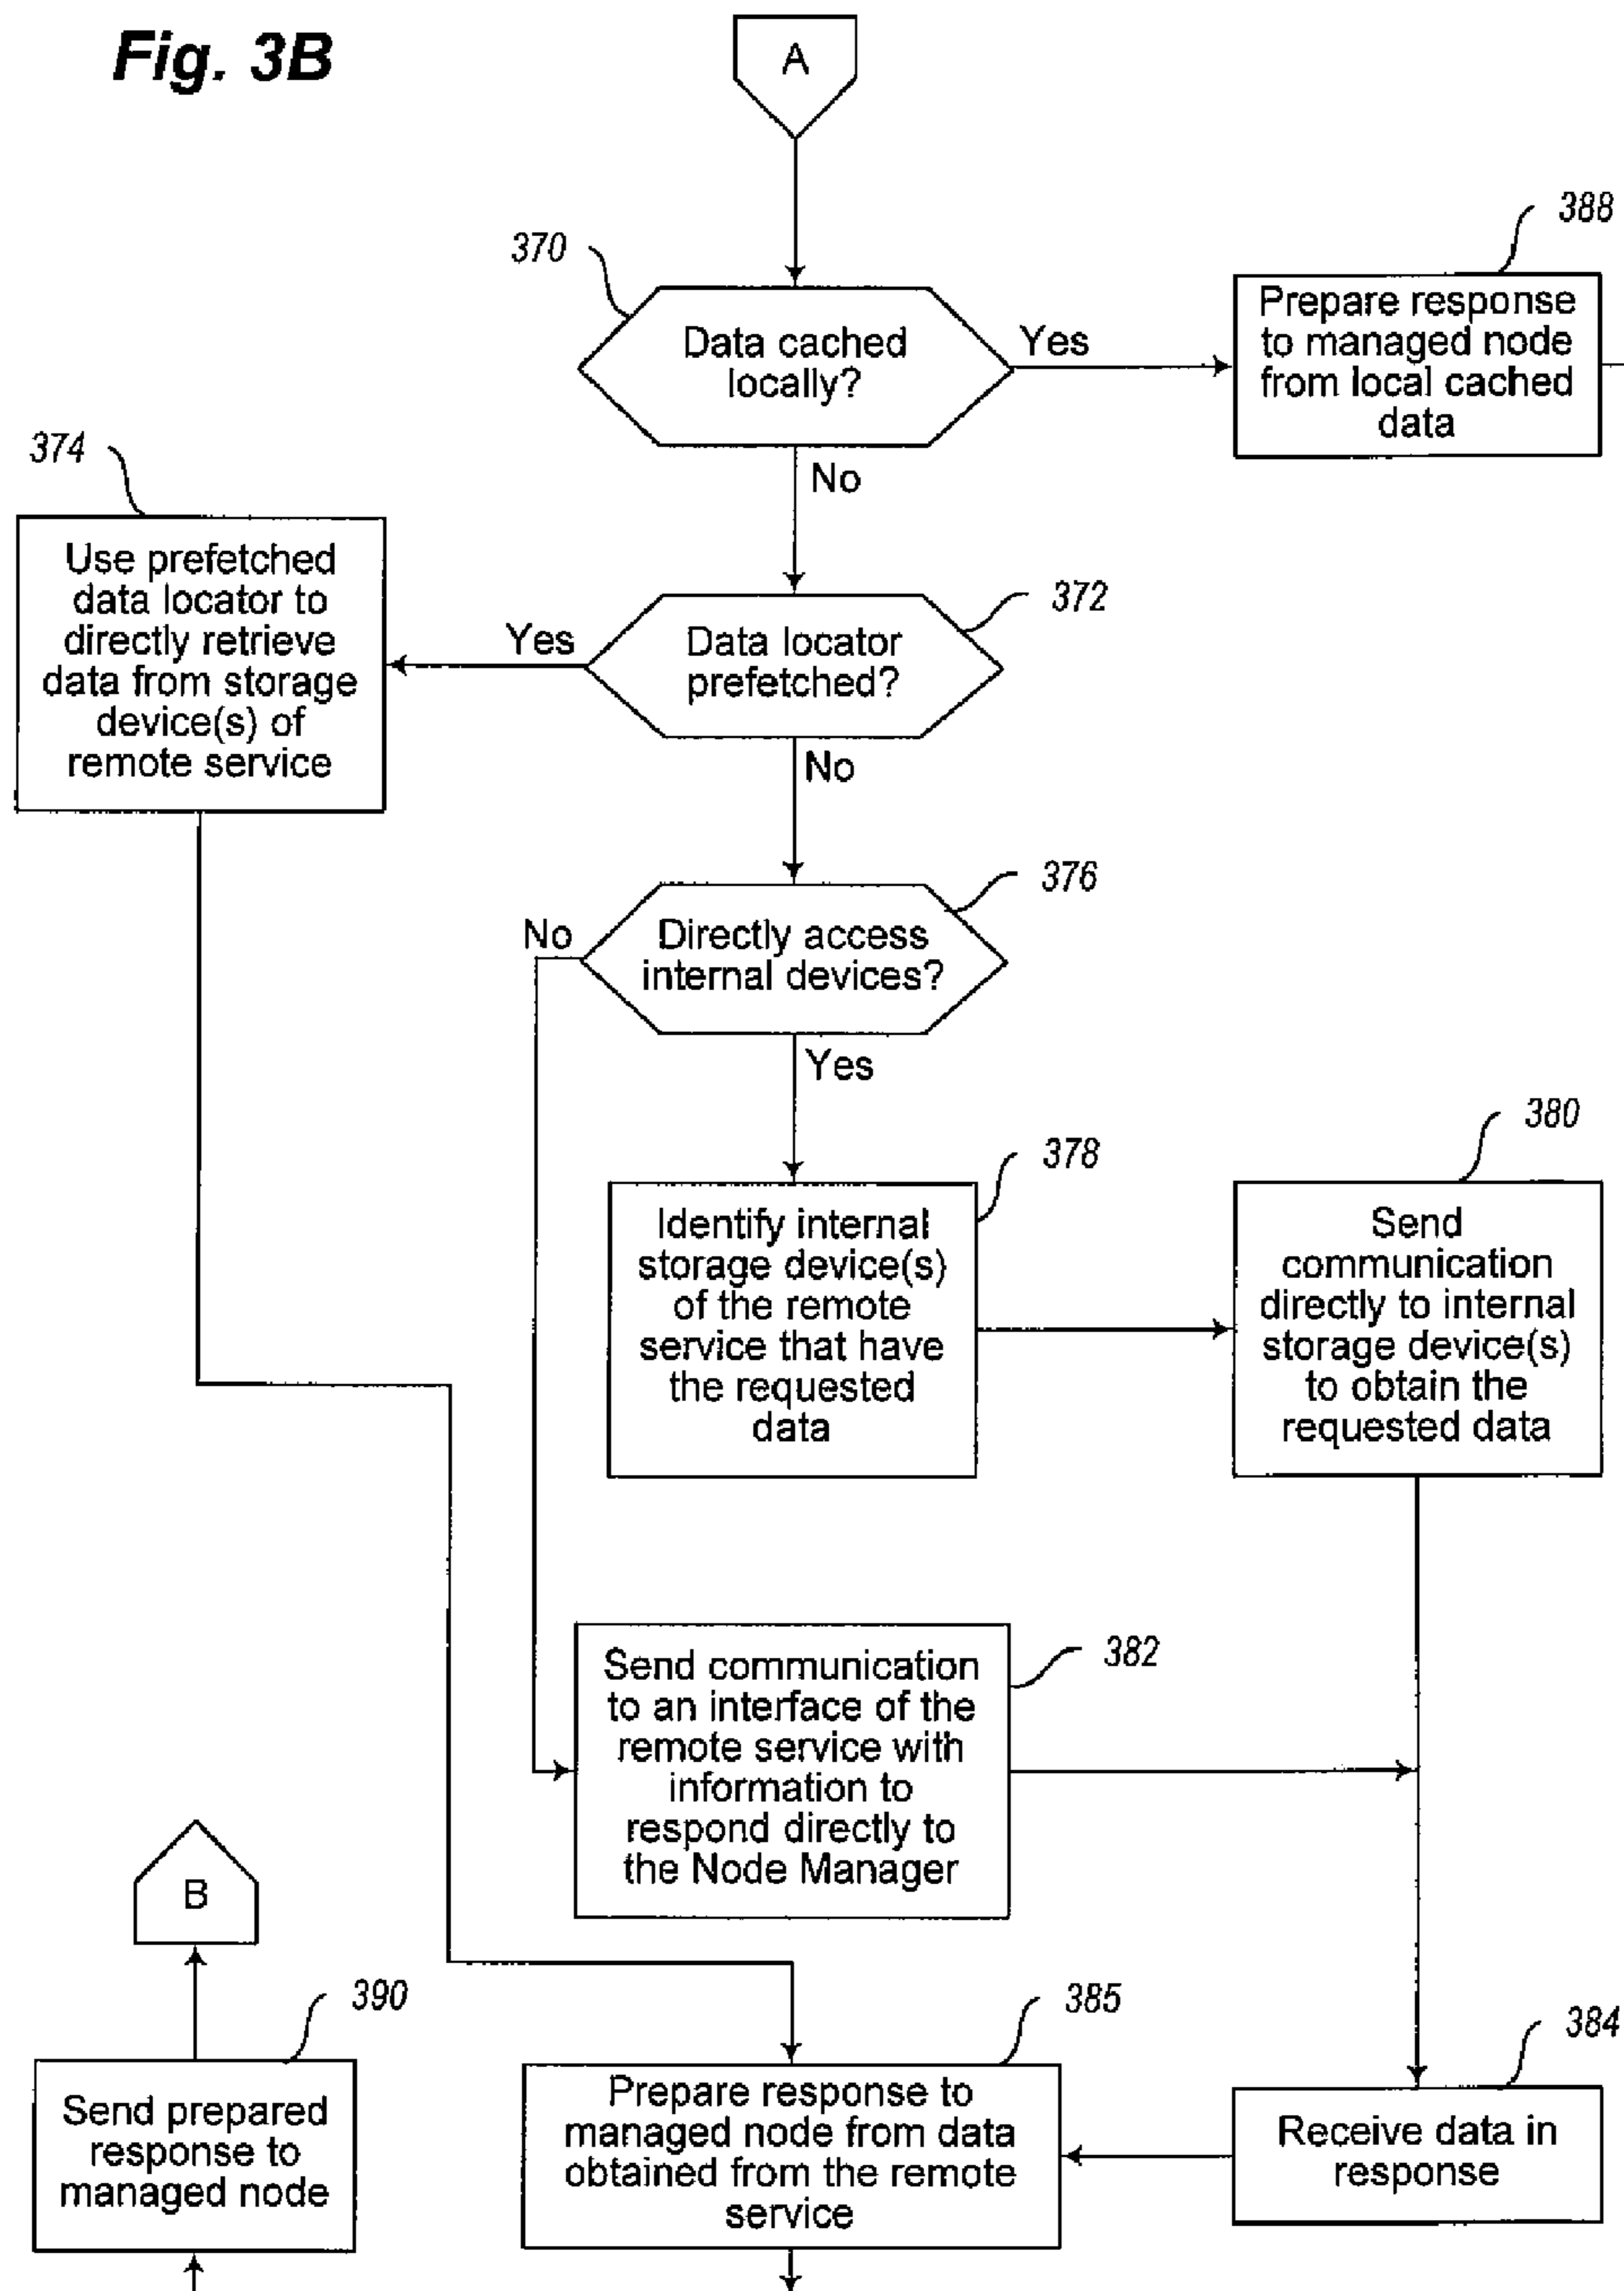 Fig. 3B
A
370
388
Data cached
locally?
Yes
Prepare response
to managed node
from local cached
data
No
374
Use prefetched
data locator to
directly retrieve
data from storage
device(s) of
remote service
372
Data locator
prefetched?
Yes
No
376
Directly access
internal devices?
No
Yes
378
Identify internal
storage device(s)
of the remote
service that have
the requested
data
380
Send
communication
directly to internal
storage device(s)
to obtain the
requested data
382
Send communication
to an interface of the
remote service with
information to
respond directly to
the Node Manager
B
390
Send prepared
response to
managed node
385
Prepare response to
managed node from data
obtained from the remote
service
384
Receive data in
response